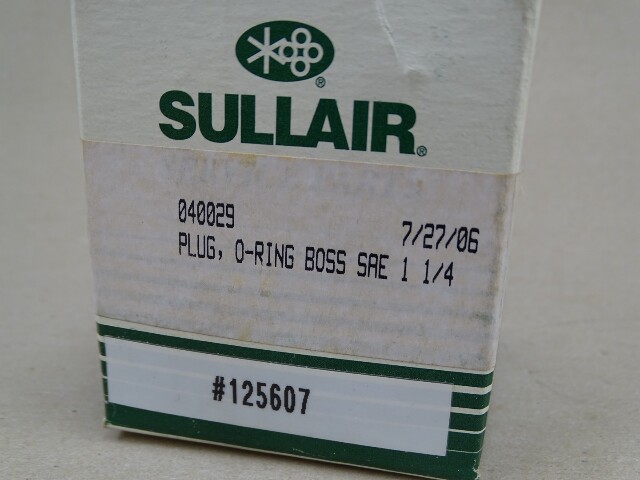 ®
SULLAIR®
040029 7/27/06
PLUG, O-RING BOSS SAE 1 1/4
#125607